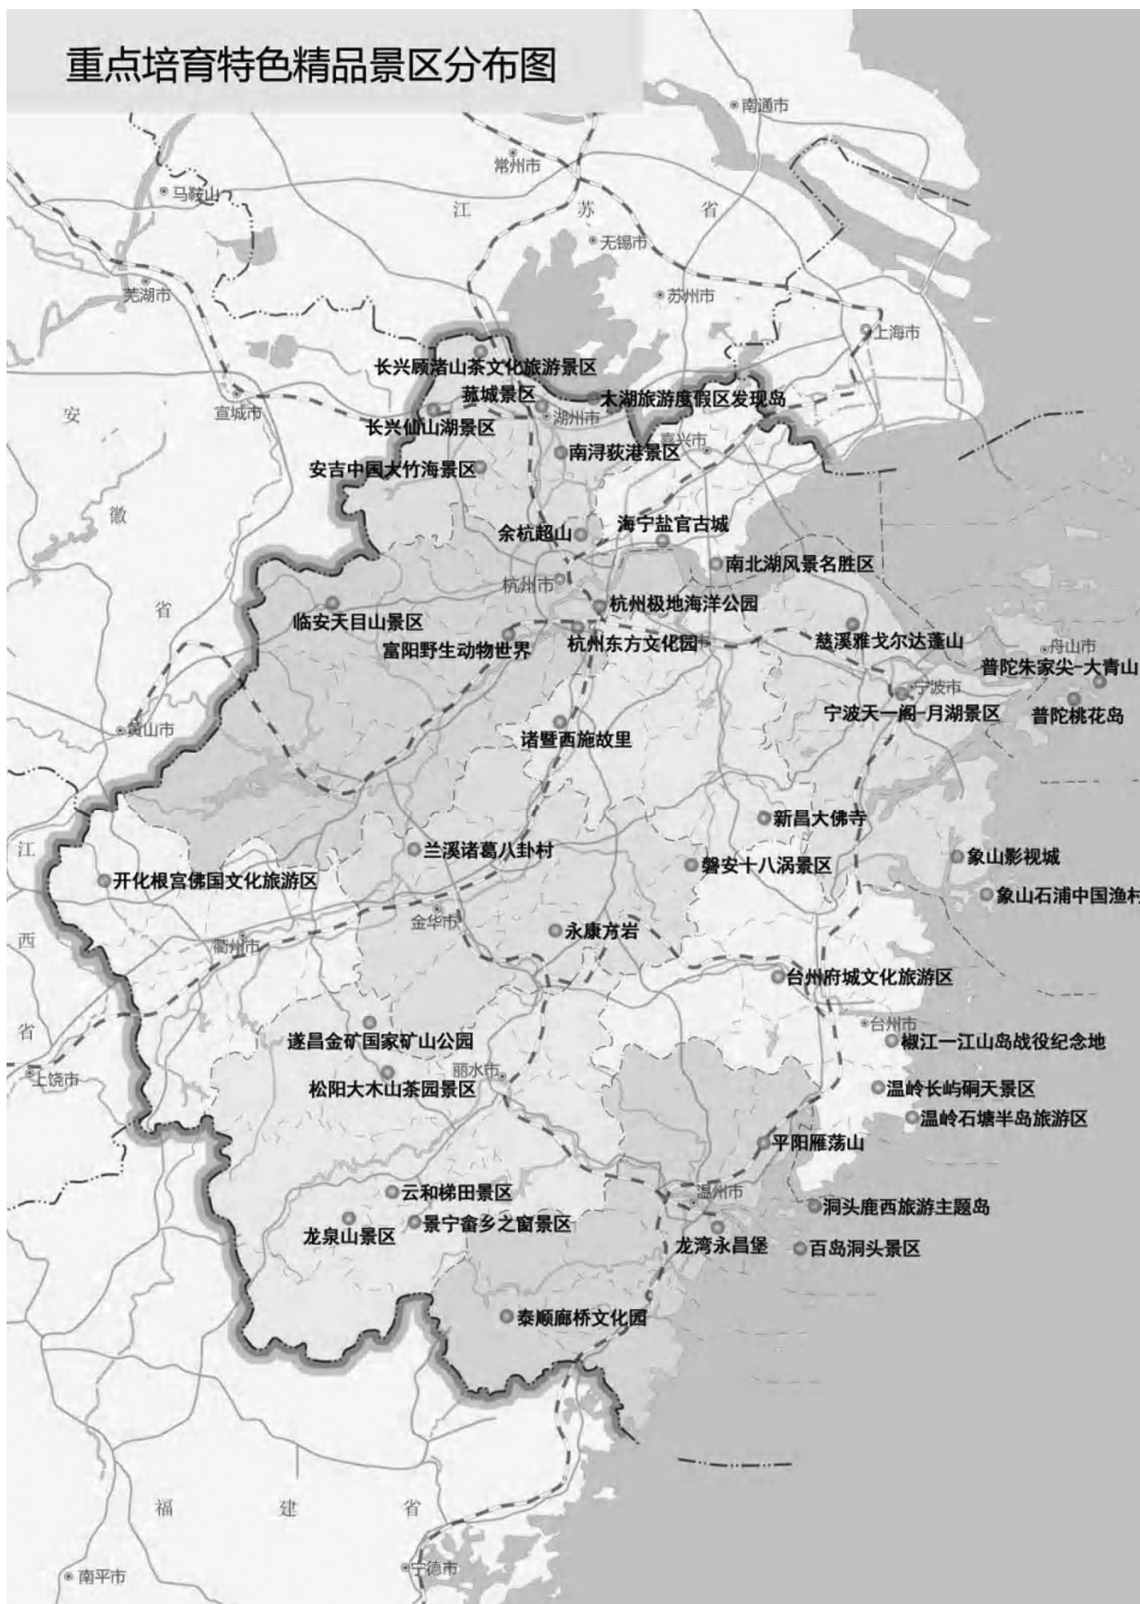 重点培育特色精品景区分布图
南通市
常州市
马鞍山
江 苏 省
无锡市
芜湖市
苏州市
上海市
长兴顾渚山茶文化旅游景区
菰城景区
太湖旅游度假区发现岛
安
宣城市
湖州市
长兴仙山湖景区
嘉兴市
南浔荻港景区
安吉中国大竹海景区
徽
余杭超山
海宁盐官古城
南北湖风景名胜区
杭州市
省
杭州极地海洋公园
临安天目山景区
富阳野生动物世界
杭州东方文化园
慈溪雅戈尔达蓬山
舟山市
普陀朱家尖-大青山
宁波市
宁波天一阁-月湖景区
普陀桃花岛
黄山市
诸暨西施故里
新昌大佛寺
江
兰溪诸葛八卦村
磐安十八涡景区
象山影视城
开化根宫佛国文化旅游区
象山石浦中国渔村
金华市
永康方岩
西
衢州市
台州府城文化旅游区
省
台州市
遂昌金矿国家矿山公园
椒江一江山岛战役纪念地
丽水市
上饶市
松阳大木山茶园景区
温岭长屿硐天景区
温岭石塘半岛旅游区
平阳雁荡山
云和梯田景区
温州市
洞头鹿西旅游主题岛
龙泉山景区
景宁畲乡之窗景区
龙湾永昌堡
百岛洞头景区
泰顺廊桥文化园
福 建 省
南平市
宁德市